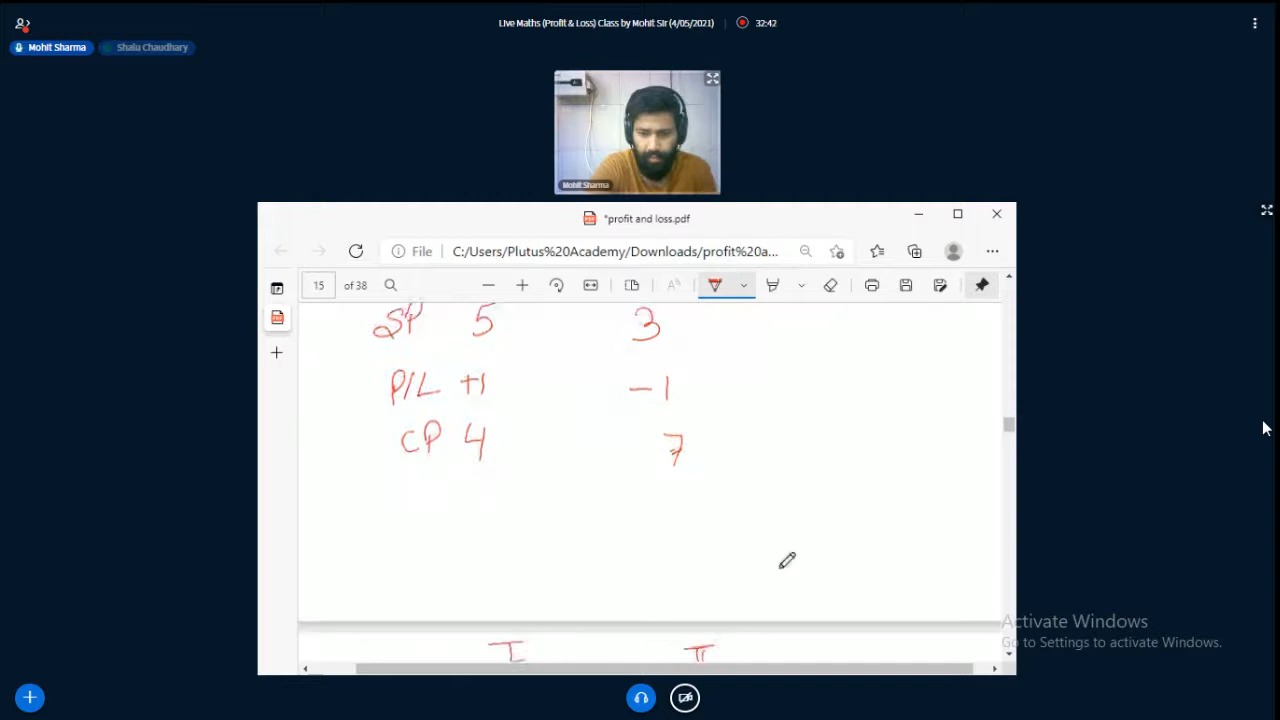 Live Maths (Profit & Loss) Class by Mohit Sir (4/05/2021) 32:42
Mohit Sharma Shalu Chaudhary
Mohit Sharma
*profit and loss.pdf
File C:/Users/Plutus%20Academy/Downloads/profit%20a...
15 of 38
SP 5 3
P/L +1 - 1
CP 4 7
I II
Activate Windows
Go to Settings to activate Windows.